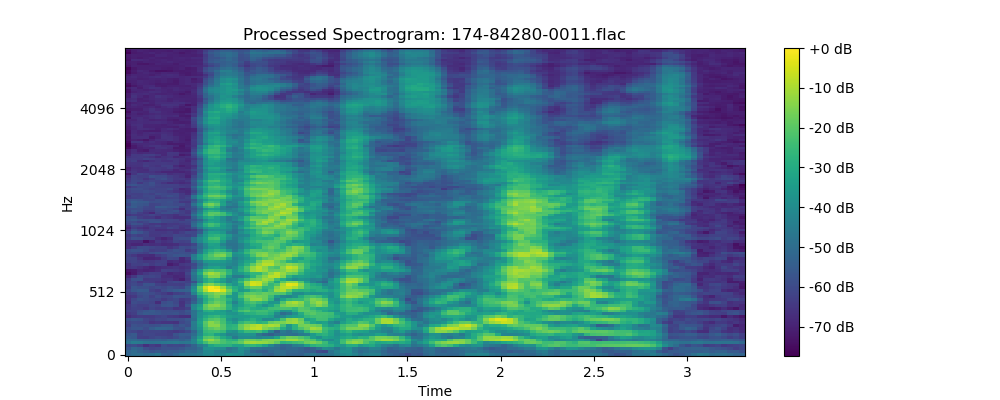 Processed Spectrogram: 174-84280-0011.flac
+0 dB
-10 dB
-20 dB
-30 dB
-40 dB
-50 dB
-60 dB
-70 dB
4096
2048
1024
512
0
Hz
0 0.5 1 1.5 2 2.5 3
Time